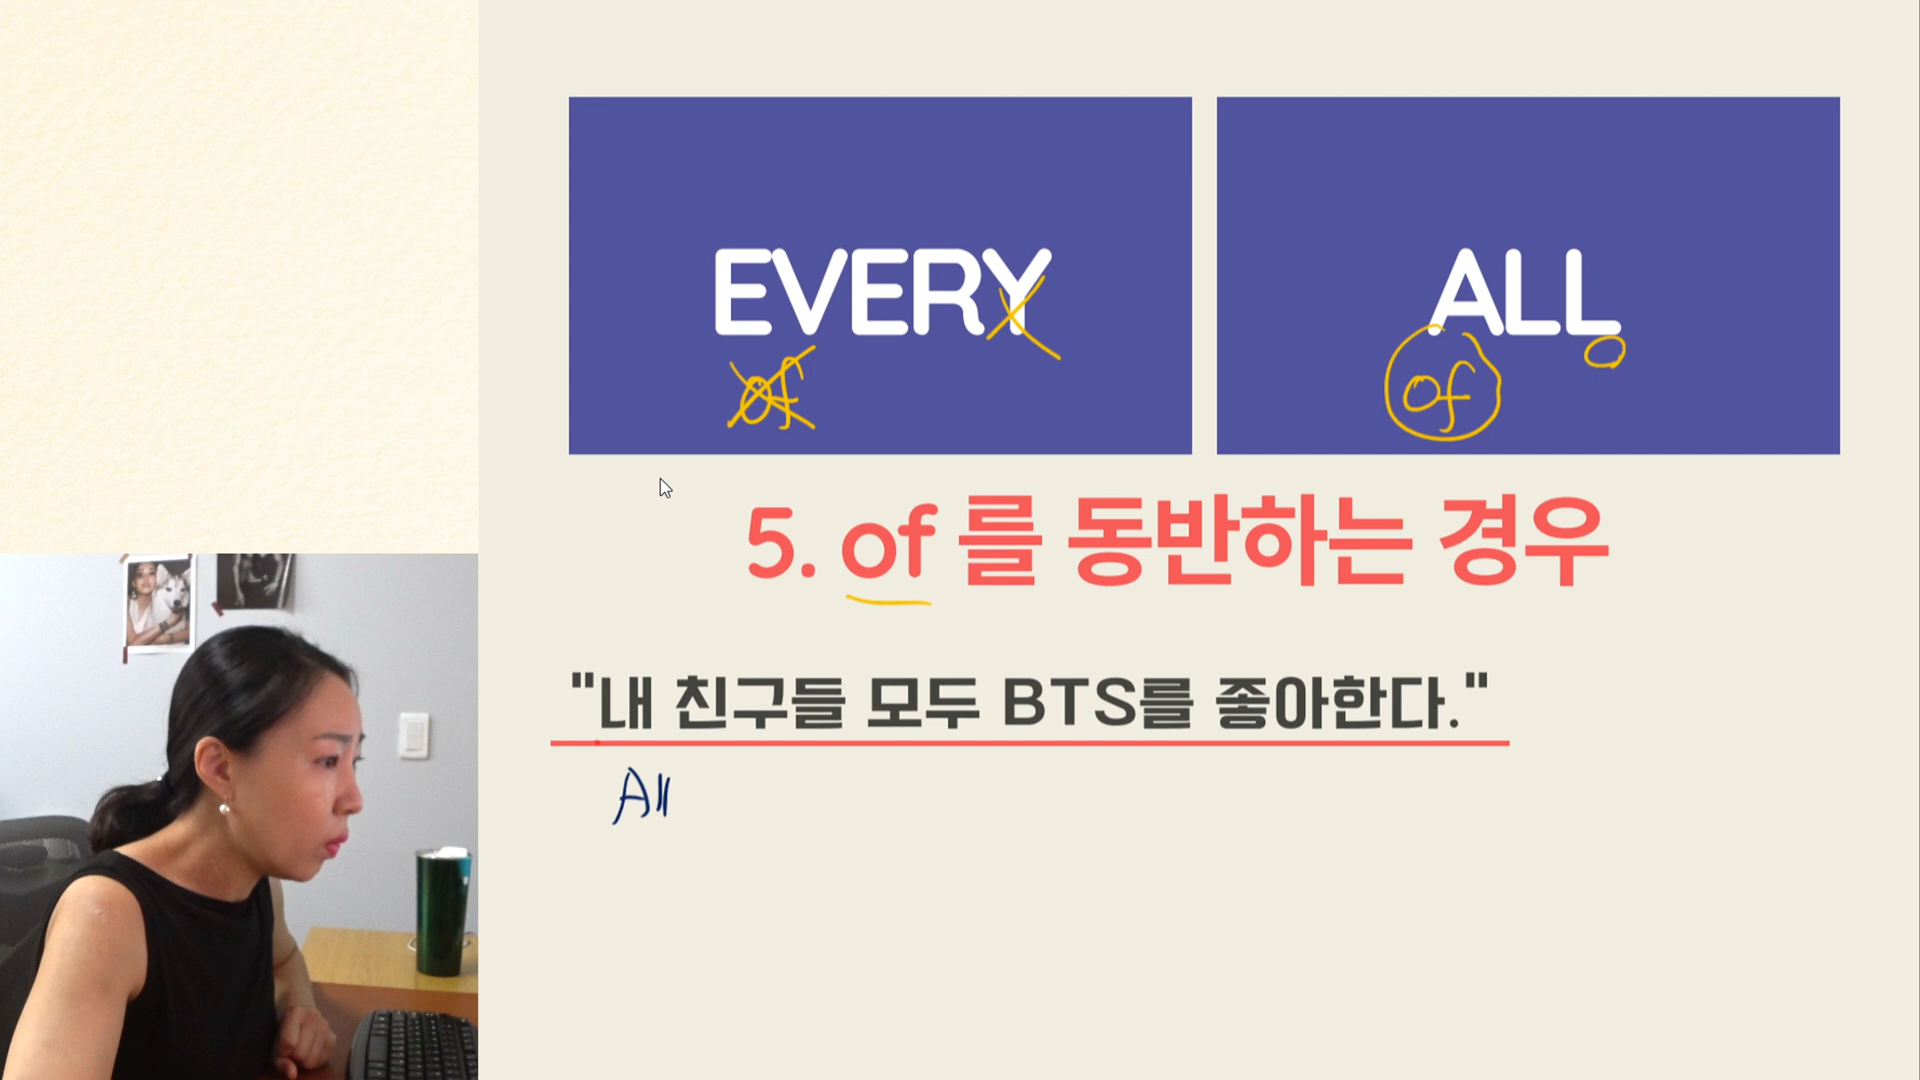 EVERY
X
of
ALL
of
5. of 를 동반하는 경우
"내 친구들 모두 BTS를 좋아한다."
All